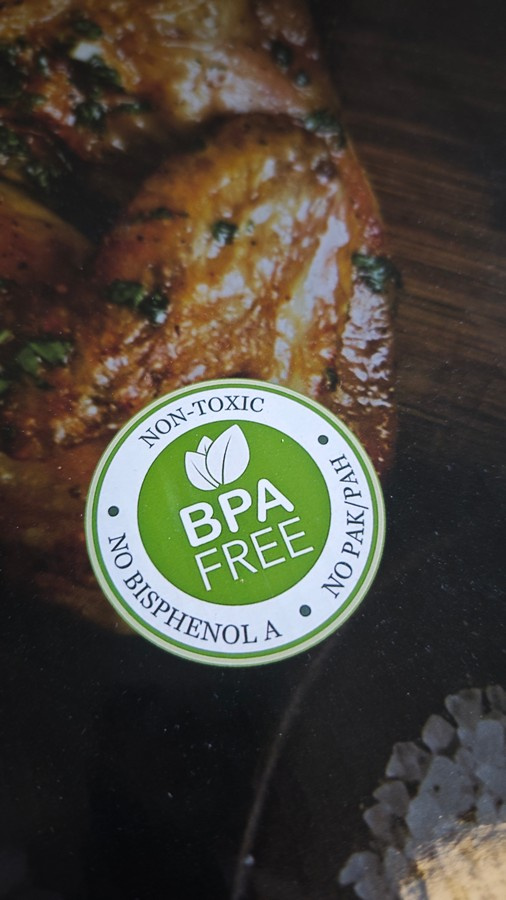 NON-TOXIC
BPA
FREE
NO PAK/PAH
NO BISPHENOL A